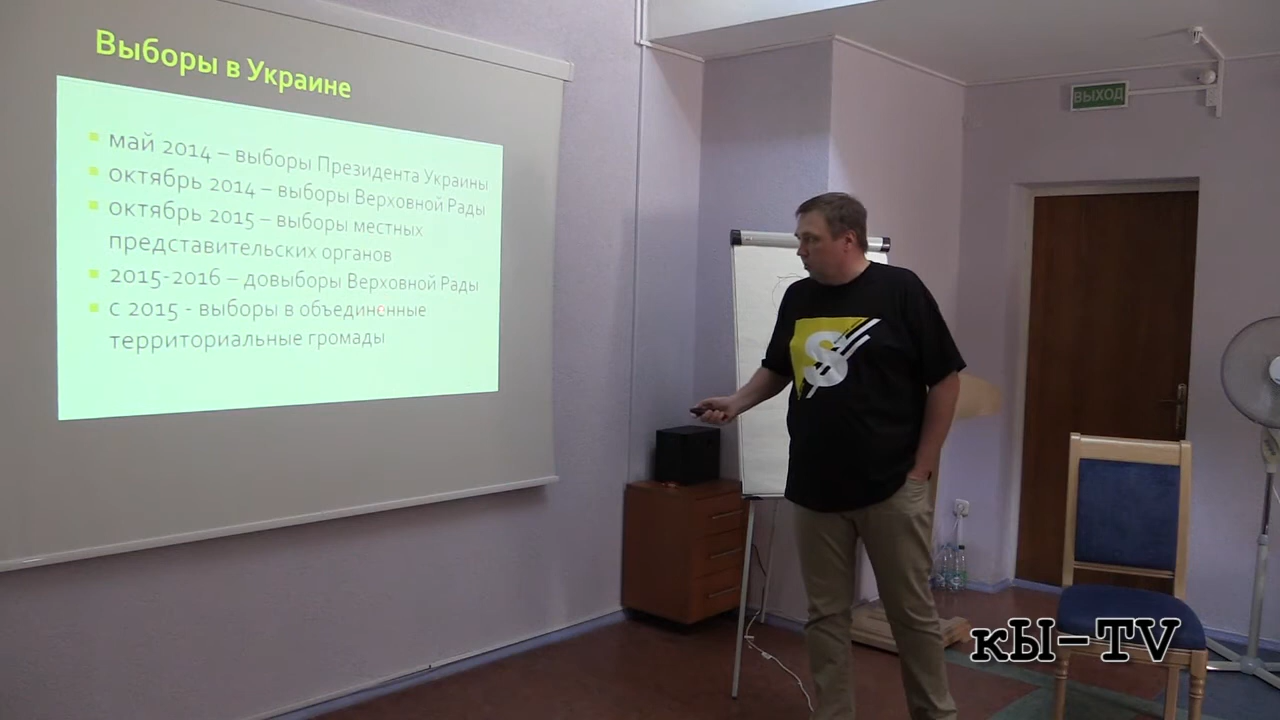 Выборы в Украине
май 2014 – выборы Президента Украины
октябрь 2014 – выборы Верховной Рады
октябрь 2015 – выборы местных
представительских органов
2015-2016 – довыборы Верховной Рады
с 2015 - выборы в объединенные
территориальные громады
ВЫХОД
S
кЫ-TV